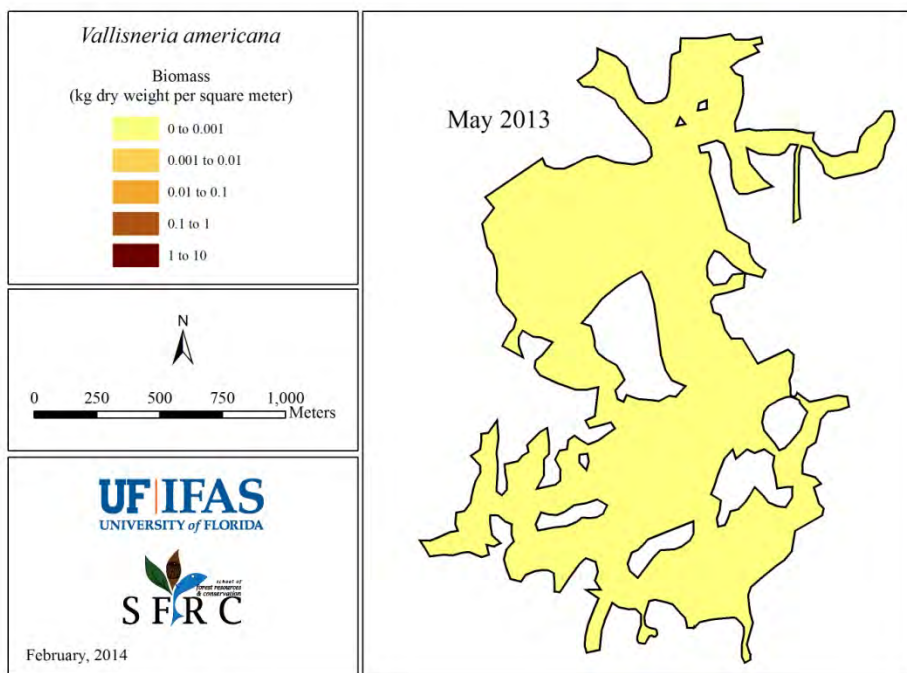 Vallisneria americana
Biomass
(kg dry weight per square meter)
0 to 0.001
0.001 to 0.01
0.01 to 0.1
0.1 to 1
1 to 10
N
0 250 500 750 1,000
Meters
UF|IFAS
UNIVERSITY of FLORIDA
school of
forest resources
& conservation
SFRC
February, 2014
May 2013